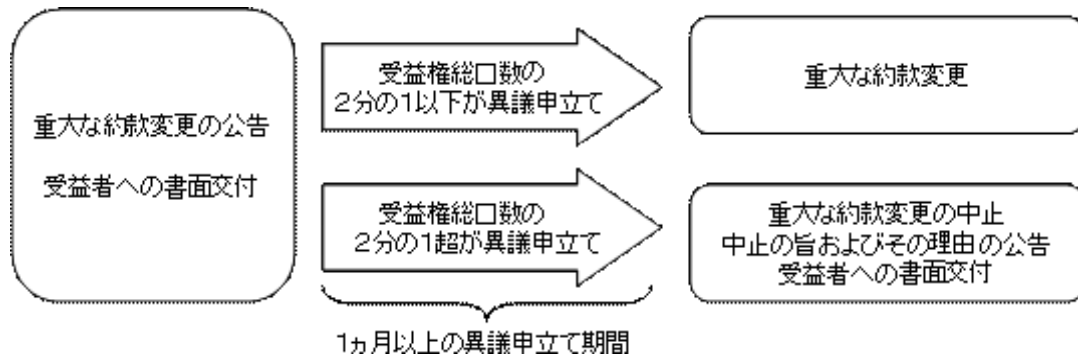 重大な約款変更の公告
受益者への書面交付
受益権総口数の
2分の1以下が異議申立て
重大な約款変更
受益権総口数の
2分の1超が異議申立て
重大な約款変更の中止
中止の旨およびその理由の公告
受益者への書面交付
1ヵ月以上の異議申立て期間